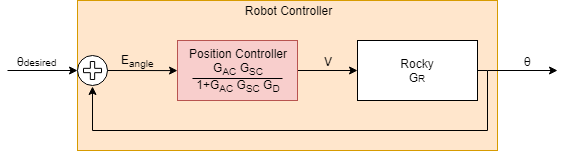 Robot Controller
θdesired
Eangle
Position Controller
GAC GSC
1+GAC GSC GD
V
Rocky
GR
θ